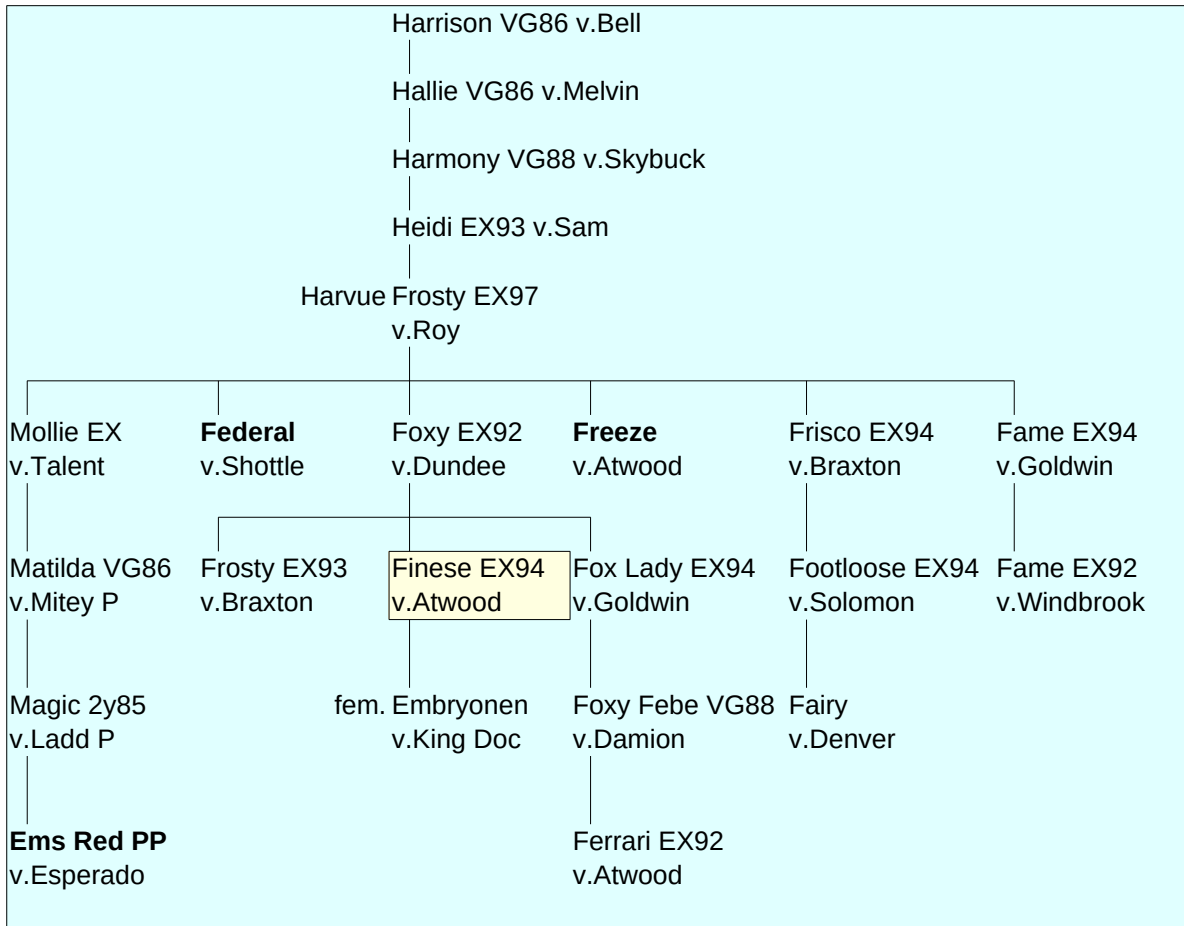 Harrison VG86 v.Bell
Hallie VG86 v.Melvin
Harmony VG88 v.Skybuck
Heidi EX93 v.Sam
Harvue Frosty EX97
v.Roy
Mollie EX
v.Talent
Federal
v.Shottle
Foxy EX92
v.Dundee
Freeze
v.Atwood
Frisco EX94
v.Braxton
Fame EX94
v.Goldwin
Matilda VG86
v.Mitey P
Frosty EX93
v.Braxton
Finese EX94
v.Atwood
Fox Lady EX94
v.Goldwin
Footloose EX94
v.Solomon
Fame EX92
v.Windbrook
Magic 2y85
v.Ladd P
fem. Embryonen
v.King Doc
Foxy Febe VG88
v.Damion
Fairy
v.Denver
Ems Red PP
v.Esperado
Ferrari EX92
v.Atwood